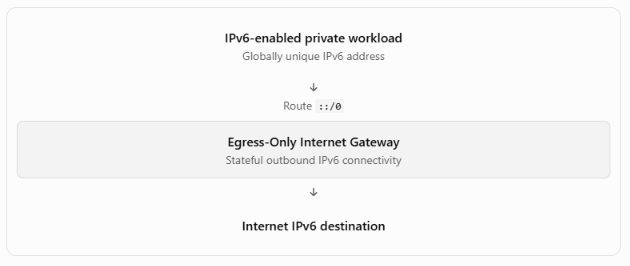 IPv6-enabled private workload
Globally unique IPv6 address
↓
Route ::/0
Egress-Only Internet Gateway
Stateful outbound IPv6 connectivity
↓
Internet IPv6 destination